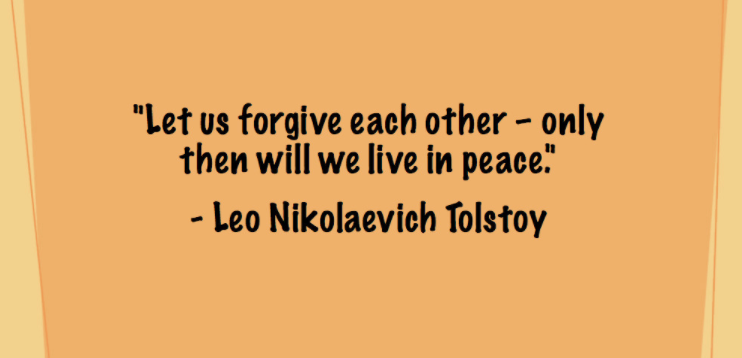 "Let us forgive each other – only
then will we live in peace."
- Leo Nikolaevich Tolstoy